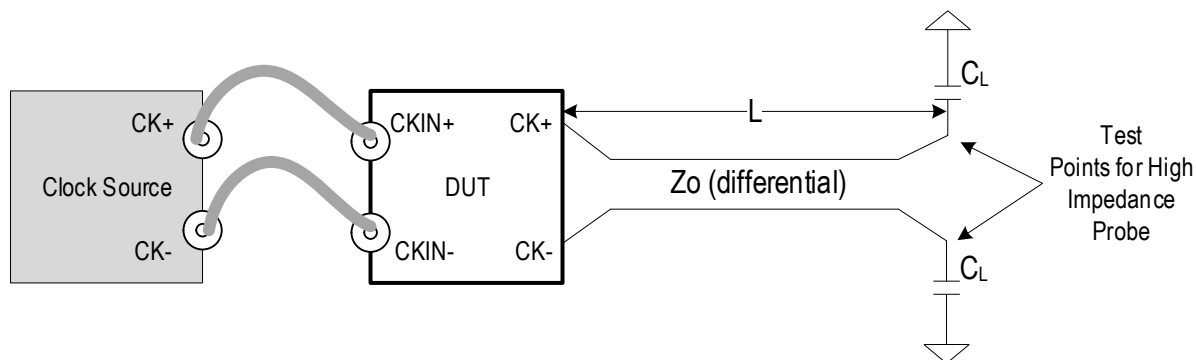 CK+
Clock Source
CK-
CKIN+
DUT
CKIN-
CK+
CK-
L
Zo (differential)
CL
CL
Test
Points for High
Impedance
Probe